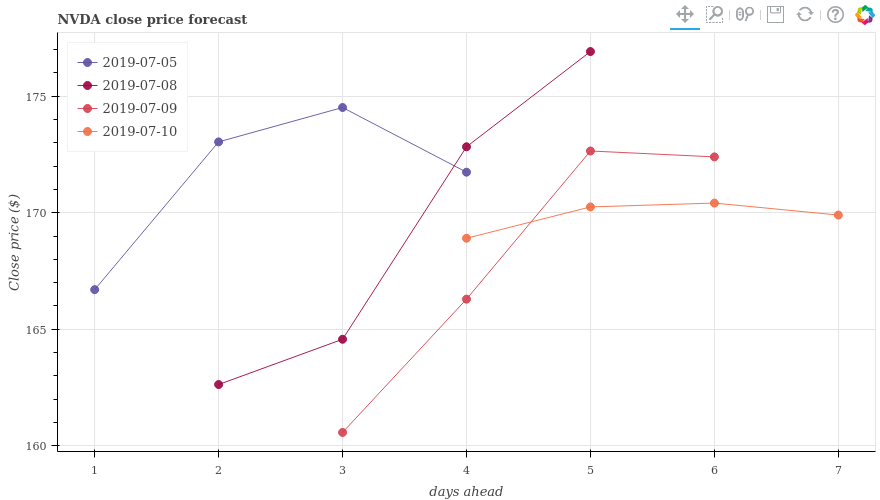 NVDA close price forecast
2019-07-05
2019-07-08
2019-07-09
2019-07-10
175
170
165
160
Close price ($)
1 2 3 4 5 6 7
days ahead